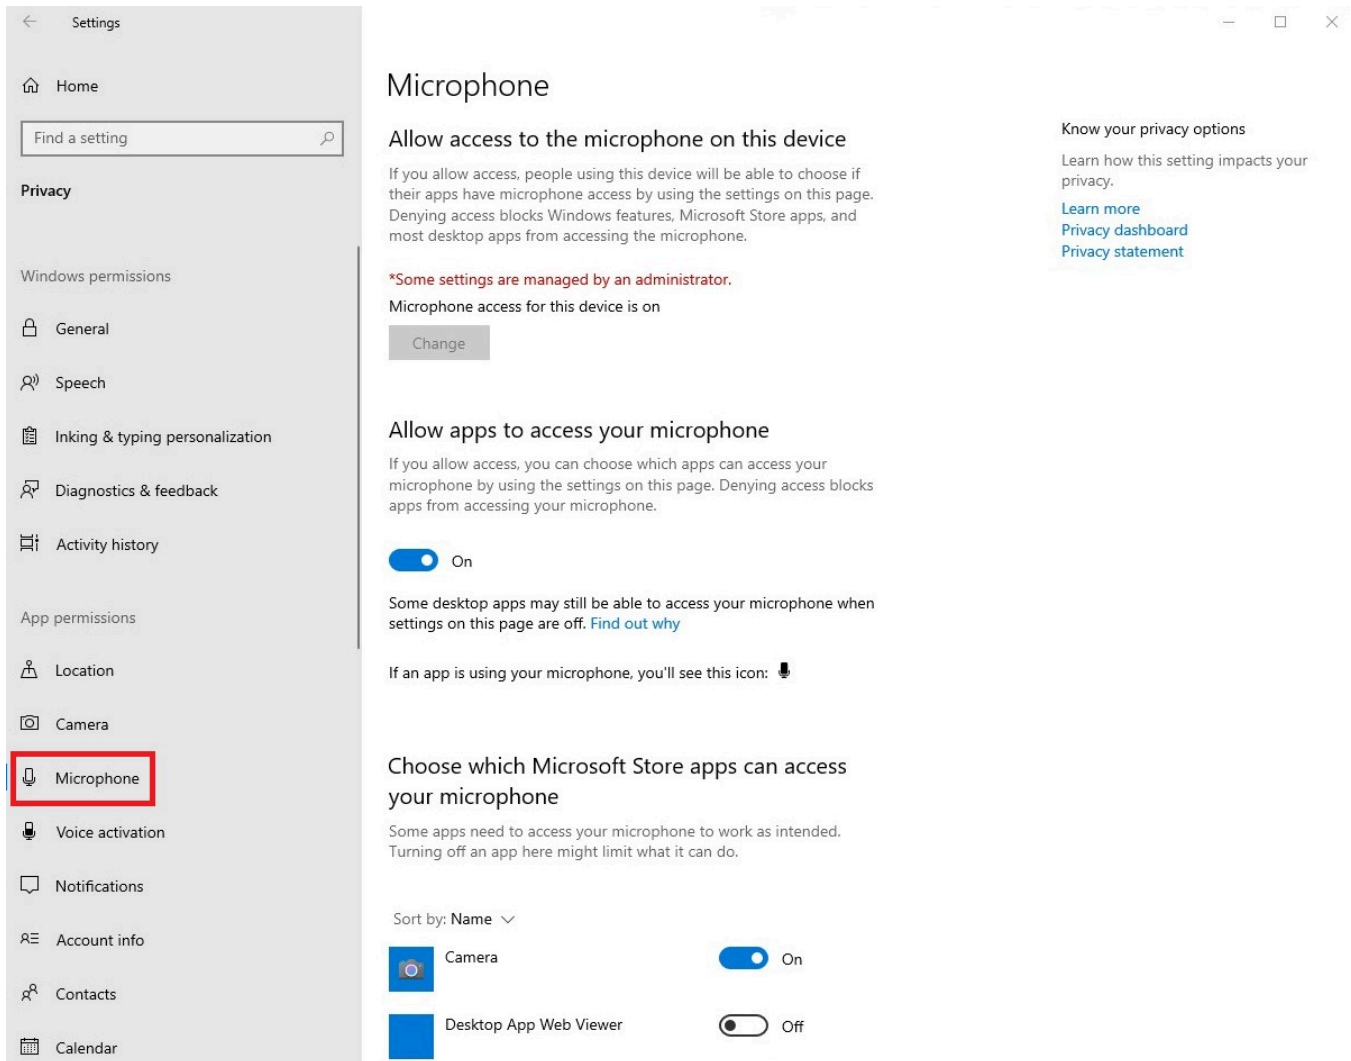 Settings
Home
Find a setting
Privacy
Windows permissions
General
Speech
Inking & typing personalization
Diagnostics & feedback
Activity history
App permissions
Location
Camera
Microphone
Voice activation
Notifications
Account info
Contacts
Calendar
Microphone
Allow access to the microphone on this device
If you allow access, people using this device will be able to choose if
their apps have microphone access by using the settings on this page.
Denying access blocks Windows features, Microsoft Store apps, and
most desktop apps from accessing the microphone.
*Some settings are managed by an administrator.
Microphone access for this device is on
Change
Allow apps to access your microphone
If you allow access, you can choose which apps can access your
microphone by using the settings on this page. Denying access blocks
apps from accessing your microphone.
On
Some desktop apps may still be able to access your microphone when
settings on this page are off. Find out why
If an app is using your microphone, you'll see this icon:
Choose which Microsoft Store apps can access
your microphone
Some apps need to access your microphone to work as intended.
Turning off an app here might limit what it can do.
Sort by: Name
Camera On
Desktop App Web Viewer Off
Know your privacy options
Learn how this setting impacts your
privacy.
Learn more
Privacy dashboard
Privacy statement